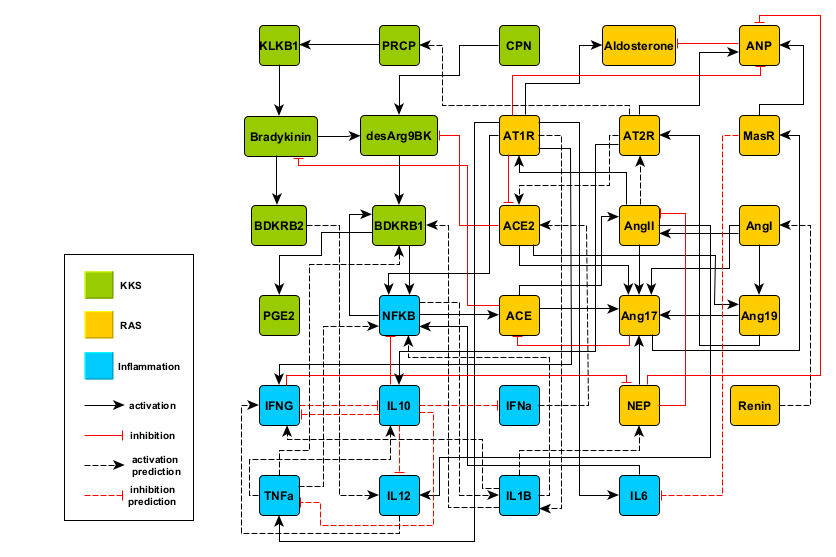 KLKB1
PRCP
CPN
Aldosterone
ANP
Bradykinin
desArg9BK
AT1R
AT2R
MasR
BDKRB2
BDKRB1
ACE2
AngII
AngI
KKS
RAS
Inflammation
PGE2
NFKB
ACE
Ang17
Ang19
activation
inhibition
activation
prediction
inhibition
prediction
IFNG
IL10
IFNa
NEP
Renin
TNFa
IL12
IL1B
IL6